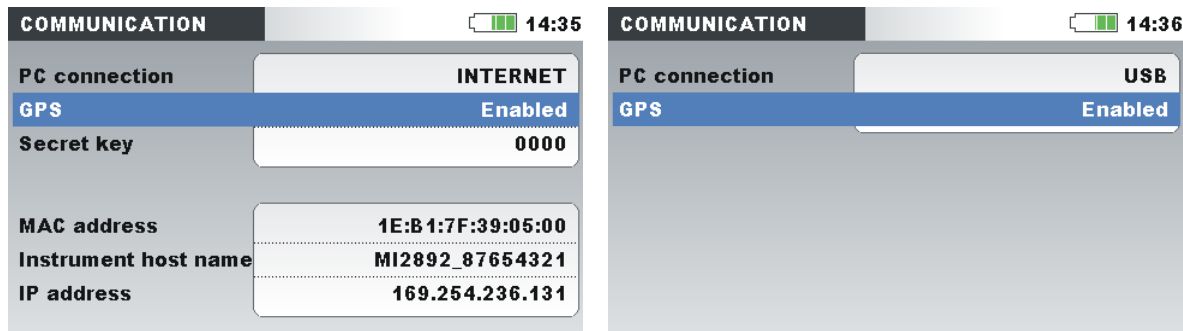 COMMUNICATION 14:35
PC connection INTERNET
GPS Enabled
Secret key 0000
MAC address 1E:B1:7F:39:05:00
Instrument host name MI2892_87654321
IP address 169.254.236.131
COMMUNICATION 14:36
PC connection USB
GPS Enabled